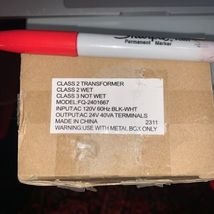 Sharpie
Permanent Marker
CLASS 2 TRANSFORMER
CLASS 2 WET
CLASS 3 NOT WET
MODEL:FQ-2401667
INPUT:AC 120V 60Hz BLK-WHT
OUTPUT:AC 24V 40VA TERMINALS
MADE IN CHINA 2311
WARNING:USE WITH METAL BOX ONLY